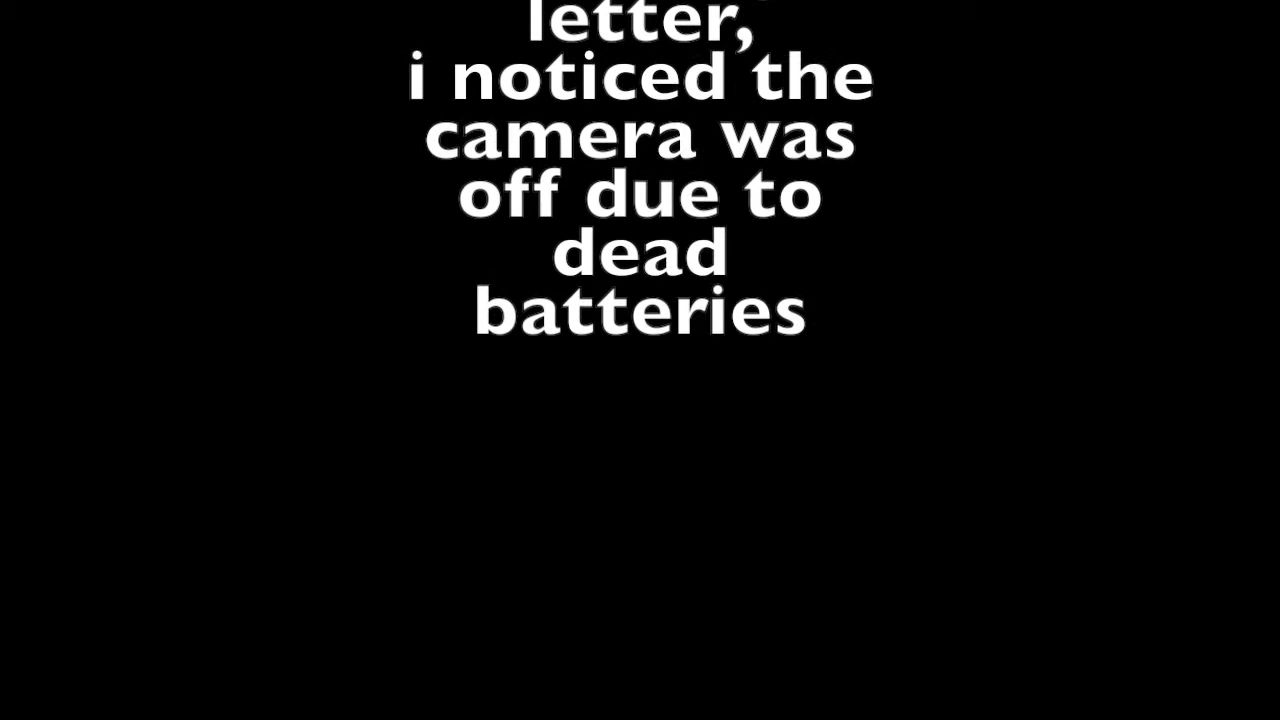 letter,
i noticed the
camera was
off due to
dead
batteries